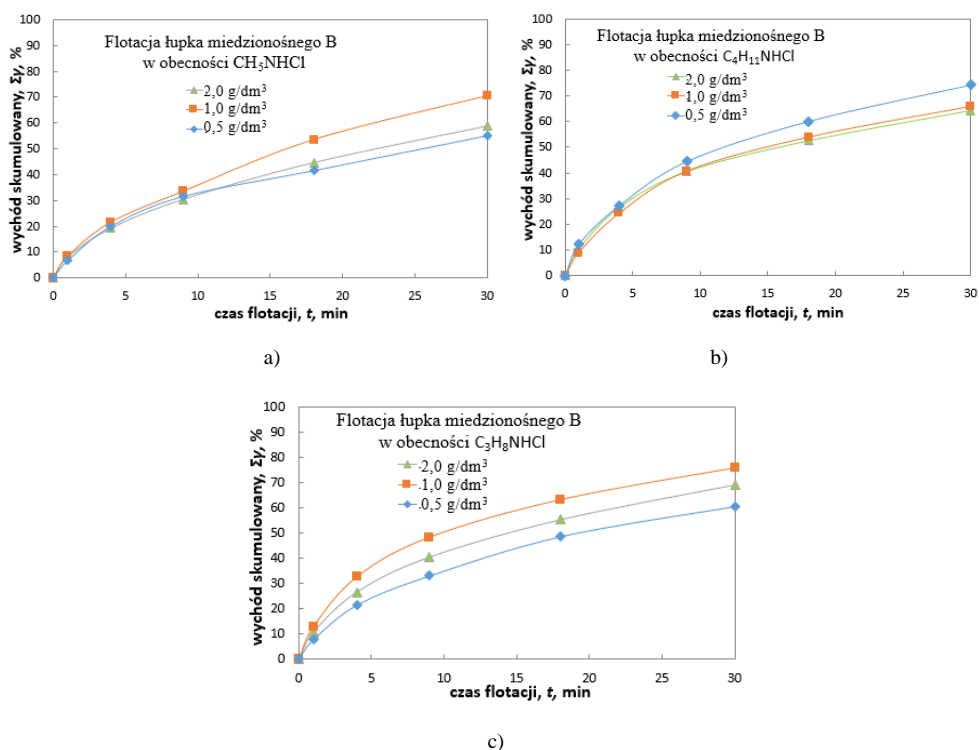 100
90
80
70
60
50
40
30
20
10
0
wychód skumulowany, Σγ, %
Flotacja łupka miedzionośnego B
w obecności CH₅NHCl
2,0 g/dm³
1,0 g/dm³
0,5 g/dm³
0 5 10 15 20 25 30
czas flotacji, t, min
a)
100
90
80
70
60
50
40
30
20
10
0
wychód skumulowany, Σγ, %
Flotacja łupka miedzionośnego B
w obecności C₄H₁₁NHCl
2,0 g/dm³
1,0 g/dm³
0,5 g/dm³
0 5 10 15 20 25 30
czas flotacji, t, min
b)
100
90
80
70
60
50
40
30
20
10
0
wychód skumulowany, Σγ, %
Flotacja łupka miedzionośnego B
w obecności C₃H₈NHCl
-2,0 g/dm³
-1,0 g/dm³
-0,5 g/dm³
0 5 10 15 20 25 30
czas flotacji, t, min
c)